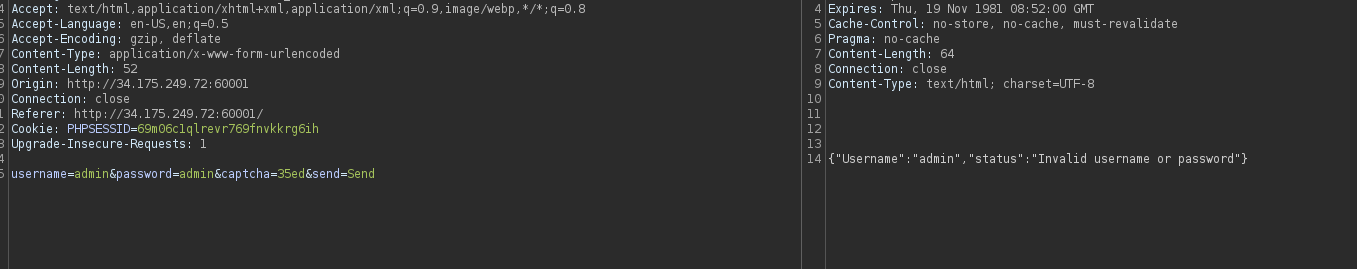 4 Accept: text/html,application/xhtml+xml,application/xml;q=0.9,image/webp,*/*;q=0.8
5 Accept-Language: en-US,en;q=0.5
6 Accept-Encoding: gzip, deflate
7 Content-Type: application/x-www-form-urlencoded
8 Content-Length: 52
9 Origin: http://34.175.249.72:60001
0 Connection: close
1 Referer: http://34.175.249.72:60001/
2 Cookie: PHPSESSID=69m06c1qlrevr769fnvkkrg6ih
3 Upgrade-Insecure-Requests: 1
4
5 username=admin&password=admin&captcha=35ed&send=Send
4 Expires: Thu, 19 Nov 1981 08:52:00 GMT
5 Cache-Control: no-store, no-cache, must-revalidate
6 Pragma: no-cache
7 Content-Length: 64
8 Connection: close
9 Content-Type: text/html; charset=UTF-8
10
11
12
13
14 {"Username":"admin","status":"Invalid username or password"}